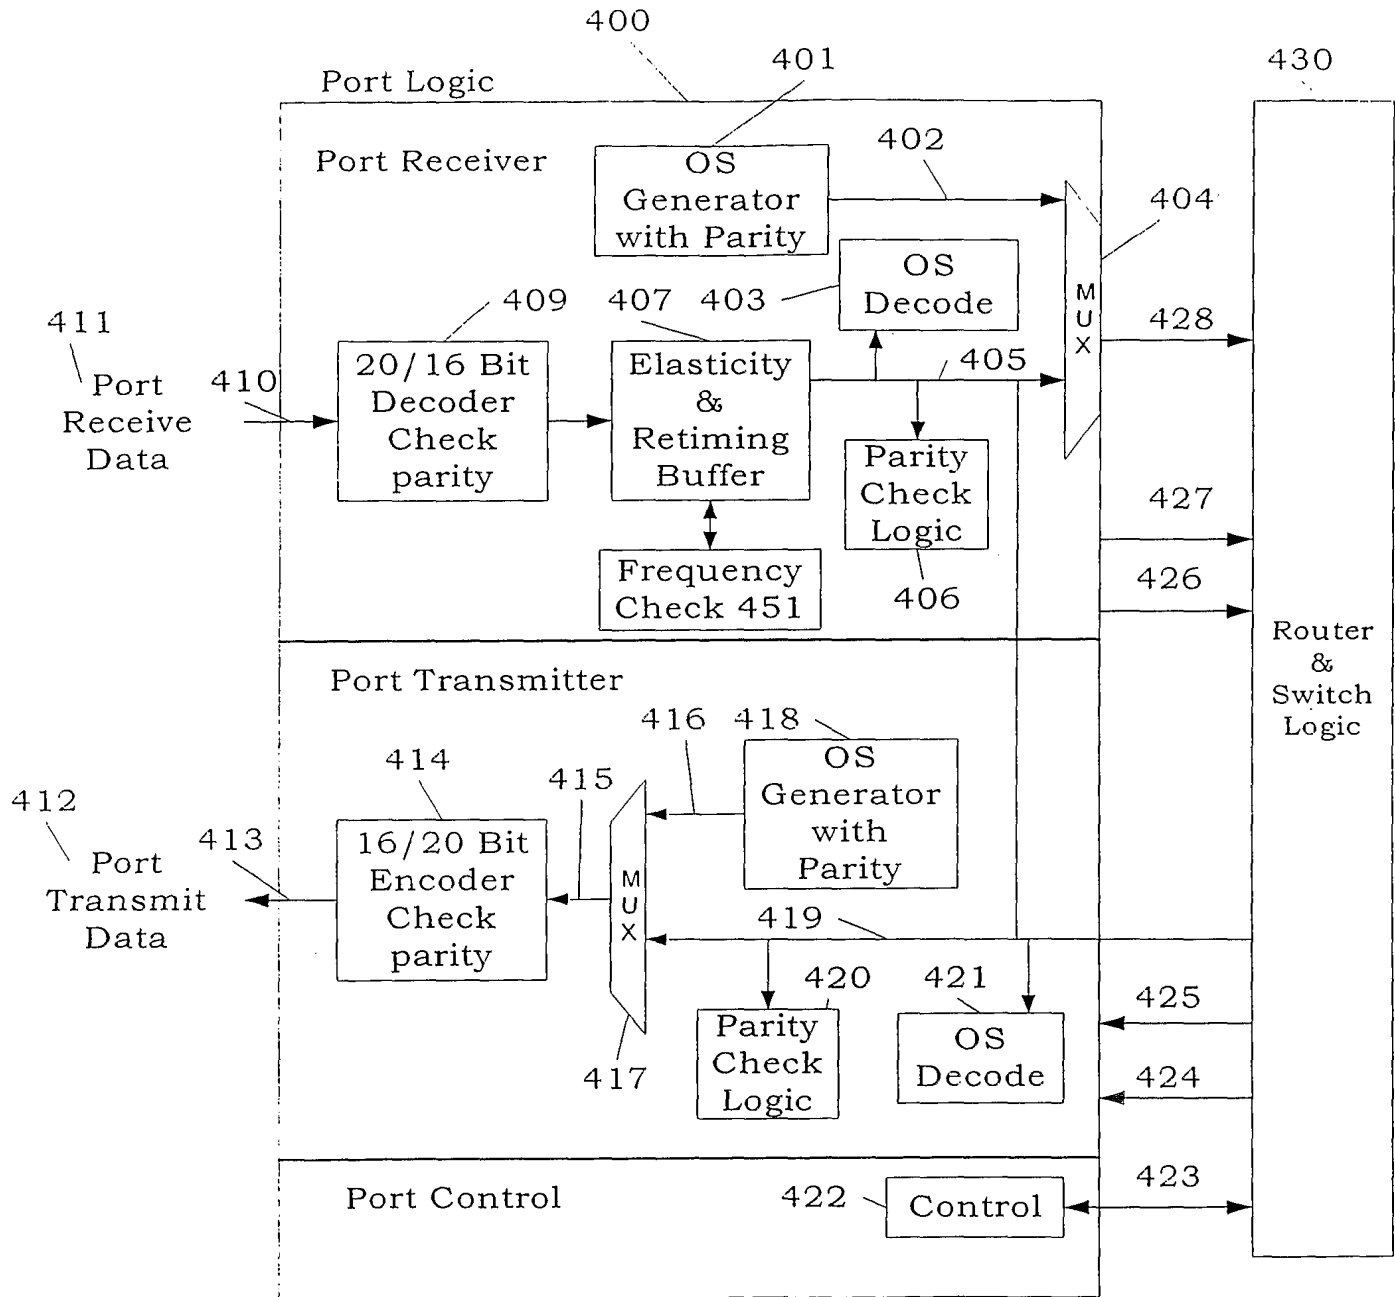 400
401
430
Port Logic
Port Receiver
OS
Generator
with Parity
402
404
OS
Decode
409
407
403
MUX
428
411
Port
Receive
Data
410
20/16 Bit
Decoder
Check
parity
Elasticity
&
Retiming
Buffer
405
Parity
Check
Logic
427
Frequency
Check 451
406
426
Router
&
Switch
Logic
Port Transmitter
416
418
OS
Generator
with
Parity
414
415
412
Port
Transmit
Data
413
16/20 Bit
Encoder
Check
parity
MUX
419
420
421
425
Parity
Check
Logic
OS
Decode
417
424
Port Control
422
Control
423